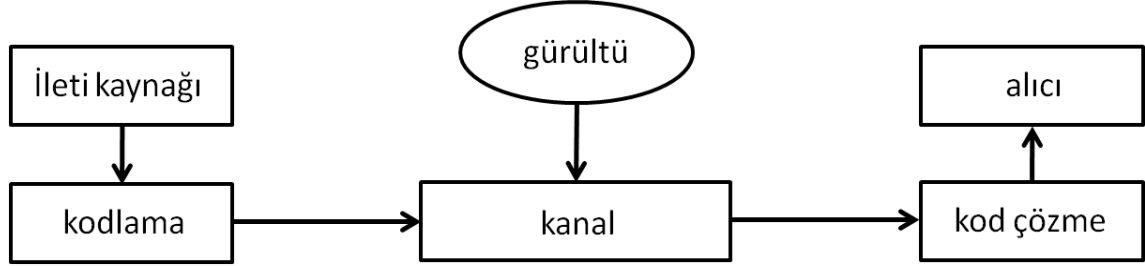 gürültü
İleti kaynağı
alıcı
kodlama
kanal
kod çözme